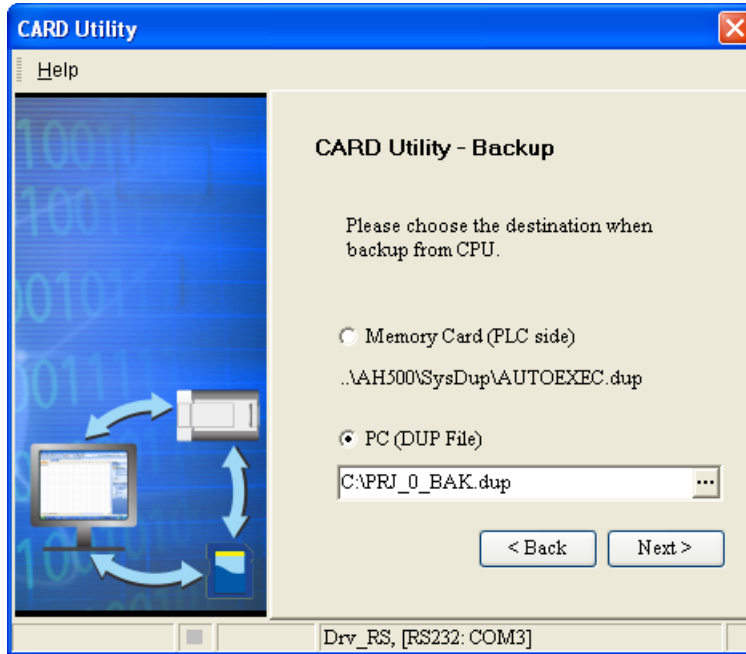 CARD Utility
Help
CARD Utility - Backup
Please choose the destination when
backup from CPU.
Memory Card (PLC side)
..\AH500\SysDup\AUTOEXEC.dup
PC (DUP File)
C:\PRJ_0_BAK.dup
...
< Back
Next >
Drv_RS, [RS232: COM3]